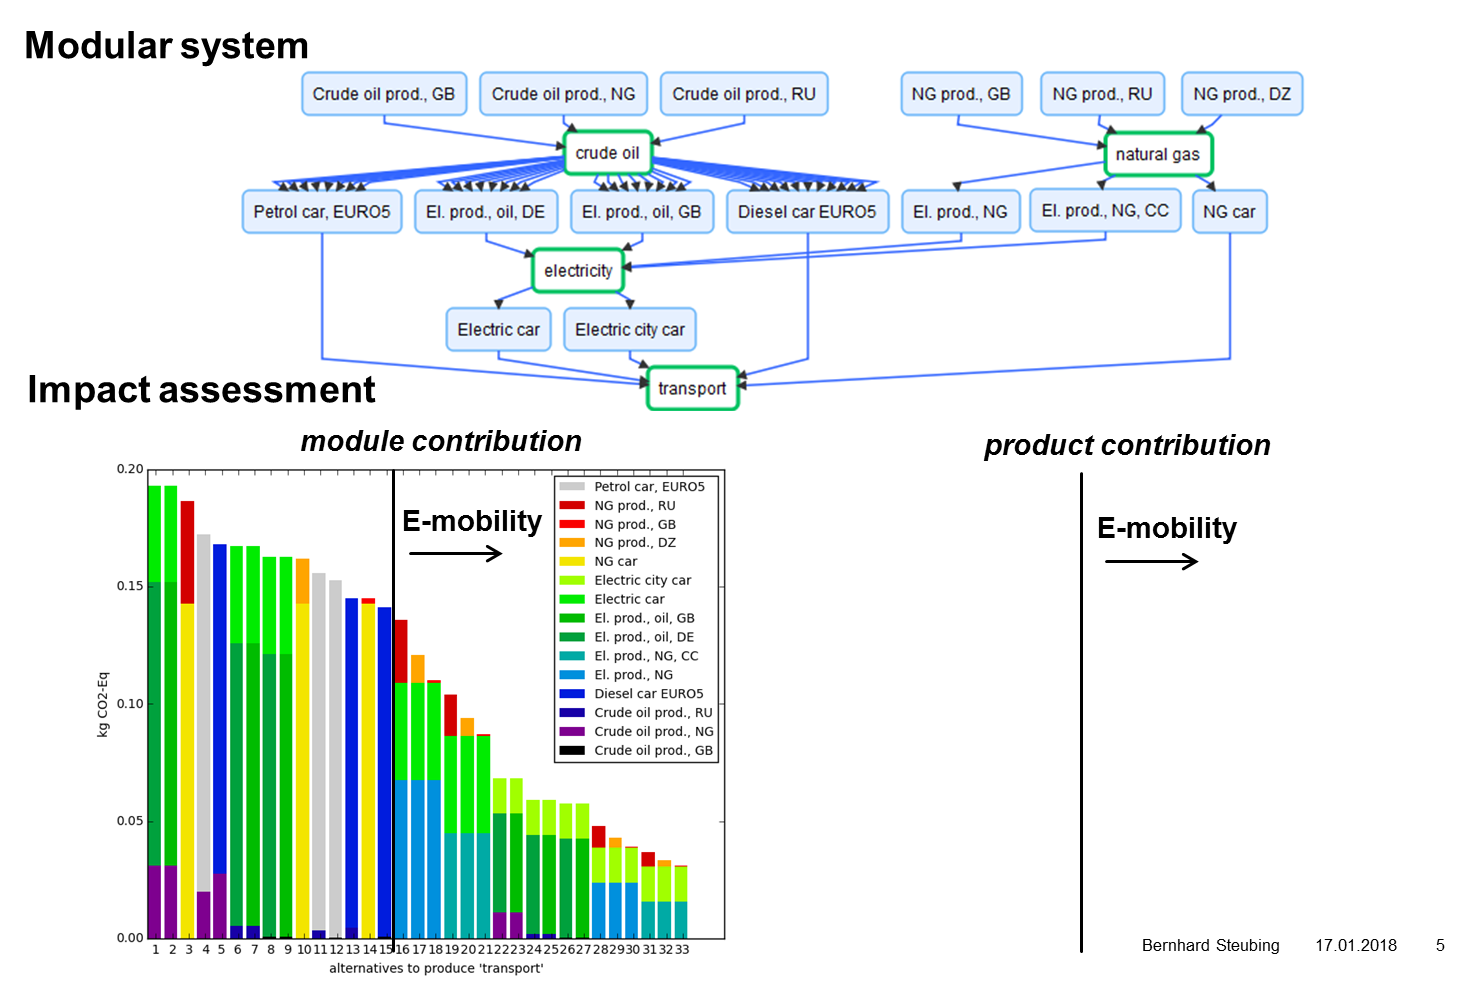 Modular system
Crude oil prod., GB
Crude oil prod., NG
Crude oil prod., RU
NG prod., GB
NG prod., RU
NG prod., DZ
crude oil
natural gas
Petrol car, EURO5
El. prod., oil, DE
El. prod., oil, GB
Diesel car EURO5
El. prod., NG
El. prod., NG, CC
NG car
electricity
Electric car
Electric city car
transport
Impact assessment
module contribution
product contribution
E-mobility
E-mobility
0.20
0.15
0.10
0.05
0.00
kg CO2-Eq
Petrol car, EURO5
NG prod., RU
NG prod., GB
NG prod., DZ
NG car
Electric city car
Electric car
El. prod., oil, GB
El. prod., oil, DE
El. prod., NG, CC
El. prod., NG
Diesel car EURO5
Crude oil prod., RU
Crude oil prod., NG
Crude oil prod., GB
1 2 3 4 5 6 7 8 9 10 11 12 13 14 15 16 17 18 19 20 21 22 23 24 25 26 27 28 29 30 31 32 33
alternatives to produce 'transport'
Bernhard Steubing 17.01.2018 5